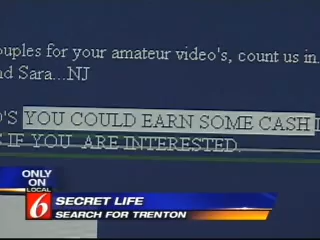 ouples for your amateur video's, count us in.
nd Sara...NJ
O'S YOU COULD EARN SOME CASH
S IF YOU ARE INTERESTED.
ONLY
ON
LOCAL
6
SECRET LIFE
SEARCH FOR TRENTON